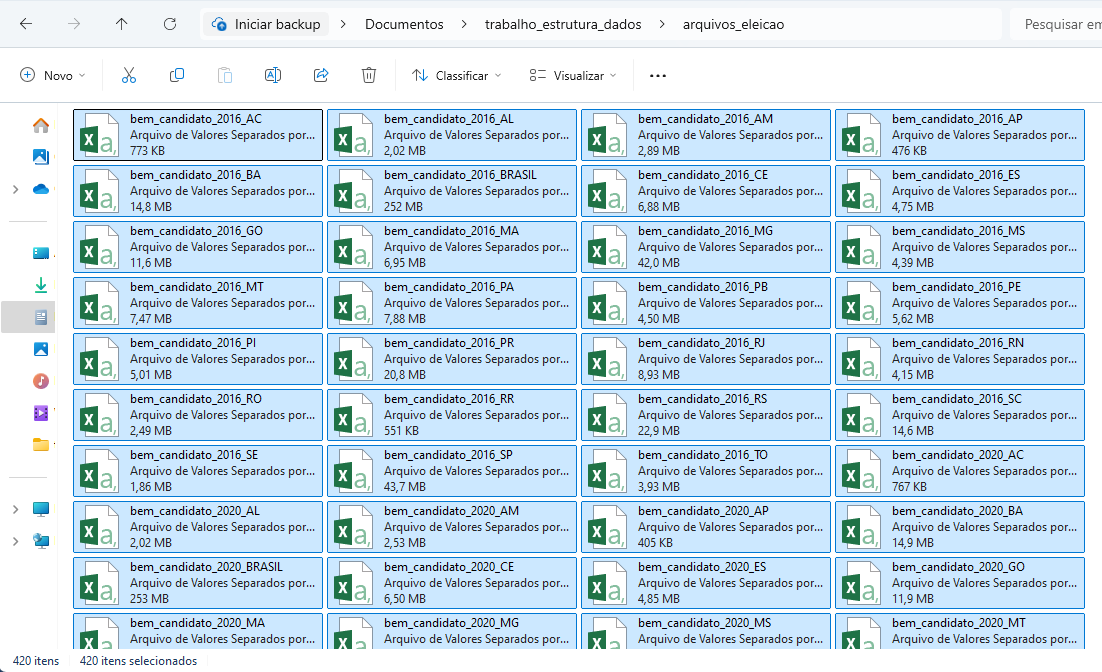 Iniciar backup > Documentos > trabalho_estrutura_dados > arquivos_eleicao
Pesquisar em
Novo
Classificar
Visualizar
bem_candidato_2016_AC
Arquivo de Valores Separados por...
773 KB
bem_candidato_2016_AL
Arquivo de Valores Separados por...
2,02 MB
bem_candidato_2016_AM
Arquivo de Valores Separados por...
2,89 MB
bem_candidato_2016_AP
Arquivo de Valores Separados por...
476 KB
bem_candidato_2016_BA
Arquivo de Valores Separados por...
14,8 MB
bem_candidato_2016_BRASIL
Arquivo de Valores Separados por...
252 MB
bem_candidato_2016_CE
Arquivo de Valores Separados por...
6,88 MB
bem_candidato_2016_ES
Arquivo de Valores Separados por...
4,75 MB
bem_candidato_2016_GO
Arquivo de Valores Separados por...
11,6 MB
bem_candidato_2016_MA
Arquivo de Valores Separados por...
6,95 MB
bem_candidato_2016_MG
Arquivo de Valores Separados por...
42,0 MB
bem_candidato_2016_MS
Arquivo de Valores Separados por...
4,39 MB
bem_candidato_2016_MT
Arquivo de Valores Separados por...
7,47 MB
bem_candidato_2016_PA
Arquivo de Valores Separados por...
7,88 MB
bem_candidato_2016_PB
Arquivo de Valores Separados por...
4,50 MB
bem_candidato_2016_PE
Arquivo de Valores Separados por...
5,62 MB
bem_candidato_2016_PI
Arquivo de Valores Separados por...
5,01 MB
bem_candidato_2016_PR
Arquivo de Valores Separados por...
20,8 MB
bem_candidato_2016_RJ
Arquivo de Valores Separados por...
8,93 MB
bem_candidato_2016_RN
Arquivo de Valores Separados por...
4,15 MB
bem_candidato_2016_RO
Arquivo de Valores Separados por...
2,49 MB
bem_candidato_2016_RR
Arquivo de Valores Separados por...
551 KB
bem_candidato_2016_RS
Arquivo de Valores Separados por...
22,9 MB
bem_candidato_2016_SC
Arquivo de Valores Separados por...
14,6 MB
bem_candidato_2016_SE
Arquivo de Valores Separados por...
1,86 MB
bem_candidato_2016_SP
Arquivo de Valores Separados por...
43,7 MB
bem_candidato_2016_TO
Arquivo de Valores Separados por...
3,93 MB
bem_candidato_2020_AC
Arquivo de Valores Separados por...
767 KB
bem_candidato_2020_AL
Arquivo de Valores Separados por...
2,02 MB
bem_candidato_2020_AM
Arquivo de Valores Separados por...
2,53 MB
bem_candidato_2020_AP
Arquivo de Valores Separados por...
405 KB
bem_candidato_2020_BA
Arquivo de Valores Separados por...
14,9 MB
bem_candidato_2020_BRASIL
Arquivo de Valores Separados por...
253 MB
bem_candidato_2020_CE
Arquivo de Valores Separados por...
6,50 MB
bem_candidato_2020_ES
Arquivo de Valores Separados por...
4,85 MB
bem_candidato_2020_GO
Arquivo de Valores Separados por...
11,9 MB
bem_candidato_2020_MA
Arquivo de Valores Separados por...
bem_candidato_2020_MG
Arquivo de Valores Separados por...
bem_candidato_2020_MS
Arquivo de Valores Separados por...
bem_candidato_2020_MT
Arquivo de Valores Separados por...
420 itens
420 itens selecionados